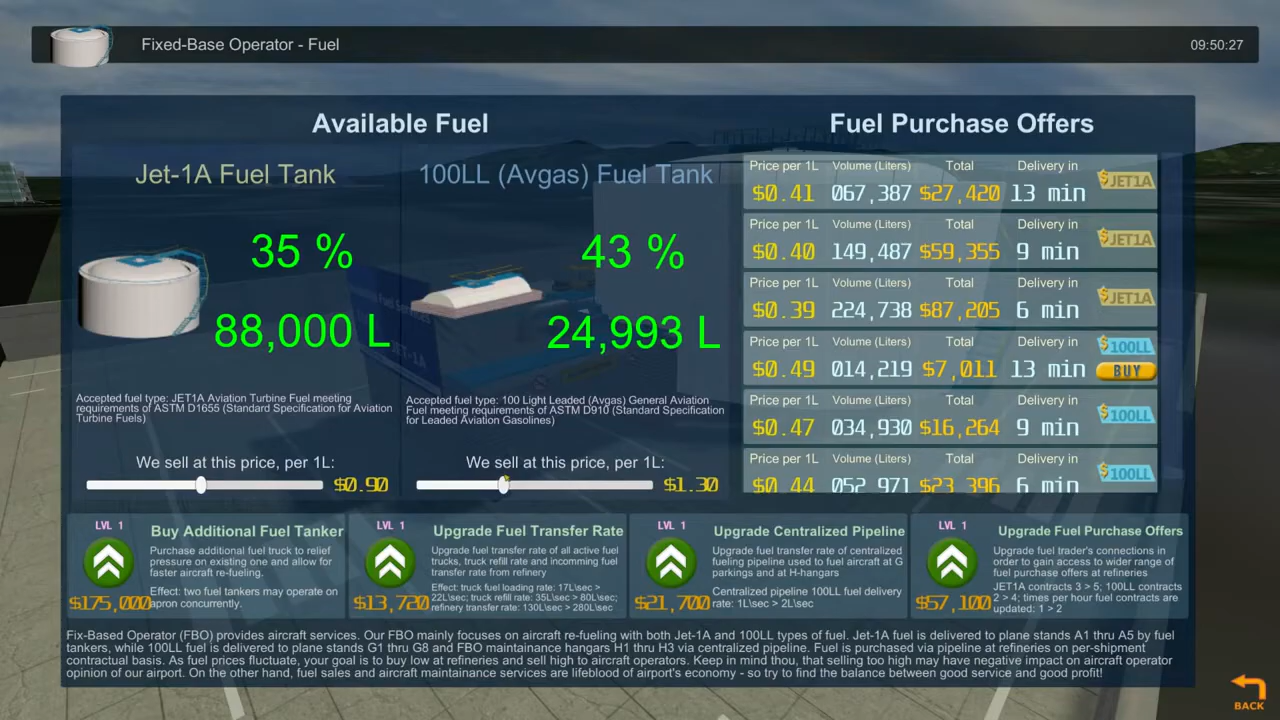 Fixed-Base Operator - Fuel
09:50:27
Available Fuel
Fuel Purchase Offers
Jet-1A Fuel Tank
35 %
88,000 L
Accepted fuel type: JET1A Aviation Turbine Fuel meeting
requirements of ASTM D1655 (Standard Specification for Aviation
Turbine Fuels)
We sell at this price, per 1L:
$0.90
100LL (Avgas) Fuel Tank
43 %
24,993 L
Accepted fuel type: 100 Light Leaded (Avgas) General Aviation
Fuel meeting requirements of ASTM D910 (Standard Specification
for Leaded Aviation Gasolines)
We sell at this price, per 1L:
$1.30
Price per 1L Volume (Liters) Total Delivery in
$0.41 067,387 $27,420 13 min $JET1A
Price per 1L Volume (Liters) Total Delivery in
$0.40 149,487 $59,355 9 min $JET1A
Price per 1L Volume (Liters) Total Delivery in
$0.39 224,738 $87,205 6 min $JET1A
Price per 1L Volume (Liters) Total Delivery in $100LL
$0.49 014,219 $7,011 13 min BUY
Price per 1L Volume (Liters) Total Delivery in
$0.47 034,930 $16,264 9 min $100LL
Price per 1L Volume (Liters) Total Delivery in
$0.44 052,971 $23,396 6 min $100LL
LVL 1
Buy Additional Fuel Tanker
Purchase additional fuel truck to relief
pressure on existing one and allow for
faster aircraft re-fueling.
Effect: two fuel tankers may operate on
apron concurrently.
$175,000
LVL 1
Upgrade Fuel Transfer Rate
Upgrade fuel transfer rate of all active fuel
trucks, truck refill rate and incomming fuel
transfer rate from refinery
Effect: truck fuel loading rate: 17L\sec >
22L\sec; truck refill rate: 35L\sec > 80L\sec;
refinery transfer rate: 130L\sec > 280L\sec
$13,720
LVL 1
Upgrade Centralized Pipeline
Upgrade fuel transfer rate of centralized
fueling pipeline used to fuel aircraft at G
parkings and at H-hangars
Centralized pipeline 100LL fuel delivery
rate: 1L\sec > 2L\sec
$21,700
LVL 1
Upgrade Fuel Purchase Offers
Upgrade fuel trader's connections in
order to gain access to wider range of
fuel purchase offers at refineries
JET1A contracts 3 > 5; 100LL contracts
2 > 4; times per hour fuel contracts are
updated: 1 > 2
$57,100
Fix-Based Operator (FBO) provides aircraft services. Our FBO mainly focuses on aircraft re-fueling with both Jet-1A and 100LL types of fuel. Jet-1A fuel is delivered to plane stands A1 thru A5 by fuel
tankers, while 100LL fuel is delivered to plane stands G1 thru G8 and FBO maintainance hangars H1 thru H3 via centralized pipeline. Fuel is purchased via pipeline at refineries on per-shipment
contractual basis. As fuel prices fluctuate, your goal is to buy low at refineries and sell high to aircraft operators. Keep in mind thou, that selling too high may have negative impact on aircraft operator
opinion of our airport. On the other hand, fuel sales and aircraft maintainance services are lifeblood of airport's economy - so try to find the balance between good service and good profit!
BACK